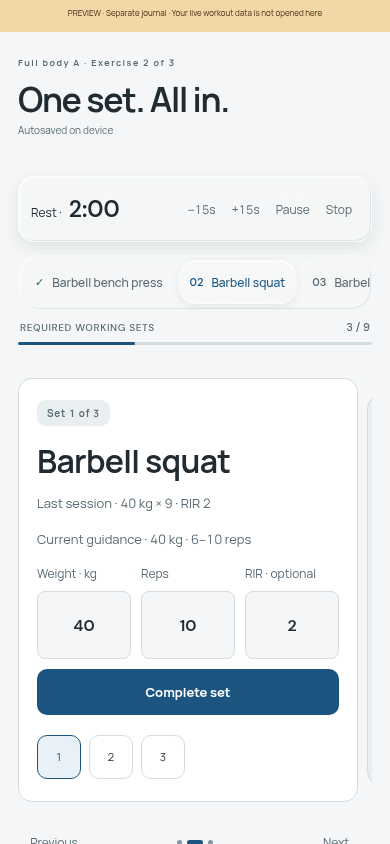 PREVIEW · Separate journal · Your live workout data is not opened here
Full body A · Exercise 2 of 3
One set. All in.
Autosaved on device
Rest · 2:00 −15s +15s Pause Stop
✓ Barbell bench press 02 Barbell squat 03 Barbel
REQUIRED WORKING SETS 3 / 9
Set 1 of 3
Barbell squat
Last session · 40 kg × 9 · RIR 2
Current guidance · 40 kg · 6–10 reps
Weight · kg Reps RIR · optional
40 10 2
Complete set
1 2 3
Previous Next